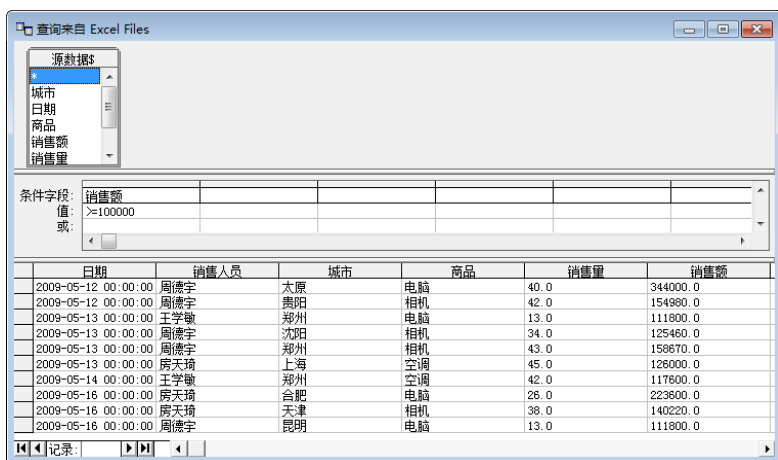 查询来自 Excel Files
源数据$
*
城市
日期
商品
销售额
销售量
条件字段: 销售额
值: >=100000
或:
日期 销售人员 城市 商品 销售量 销售额
2009-05-12 00:00:00 周德宇 太原 电脑 40.0 344000.0
2009-05-12 00:00:00 周德宇 贵阳 相机 42.0 154980.0
2009-05-13 00:00:00 王学敏 郑州 电脑 13.0 111800.0
2009-05-13 00:00:00 周德宇 沈阳 相机 34.0 125460.0
2009-05-13 00:00:00 周德宇 郑州 相机 43.0 158670.0
2009-05-13 00:00:00 房天琦 上海 空调 45.0 126000.0
2009-05-14 00:00:00 王学敏 郑州 空调 42.0 117600.0
2009-05-16 00:00:00 房天琦 合肥 电脑 26.0 223600.0
2009-05-16 00:00:00 房天琦 天津 相机 38.0 140220.0
2009-05-16 00:00:00 周德宇 昆明 电脑 13.0 111800.0
记录: